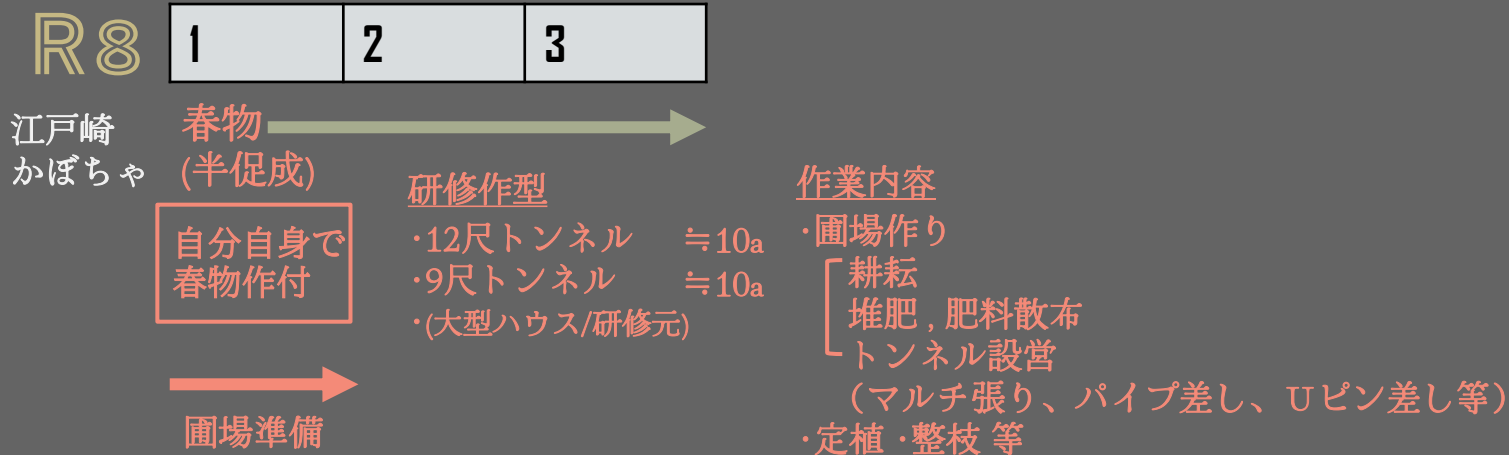 R8
1 2 3
江戸崎
かぼちゃ
春物
(半促成)
自分自身で
春物作付
圃場準備
研修作型
・12尺トンネル ≒10a
・9尺トンネル ≒10a
・(大型ハウス/研修元)
作業内容
・圃場作り
耕耘
堆肥 , 肥料散布
トンネル設営
（マルチ張り、パイプ差し、Uピン差し等）
・定植・整枝 等